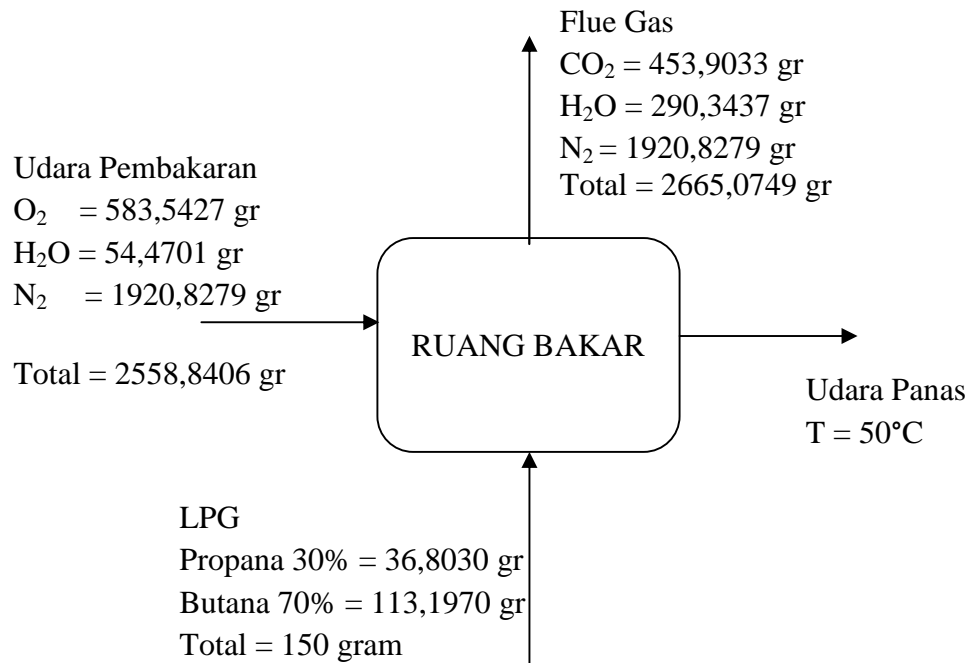 Flue Gas
CO₂ = 453,9033 gr
H₂O = 290,3437 gr
N₂ = 1920,8279 gr
Total = 2665,0749 gr
Udara Pembakaran
O₂ = 583,5427 gr
H₂O = 54,4701 gr
N₂ = 1920,8279 gr
Total = 2558,8406 gr
RUANG BAKAR
Udara Panas
T = 50°C
LPG
Propana 30% = 36,8030 gr
Butana 70% = 113,1970 gr
Total = 150 gram